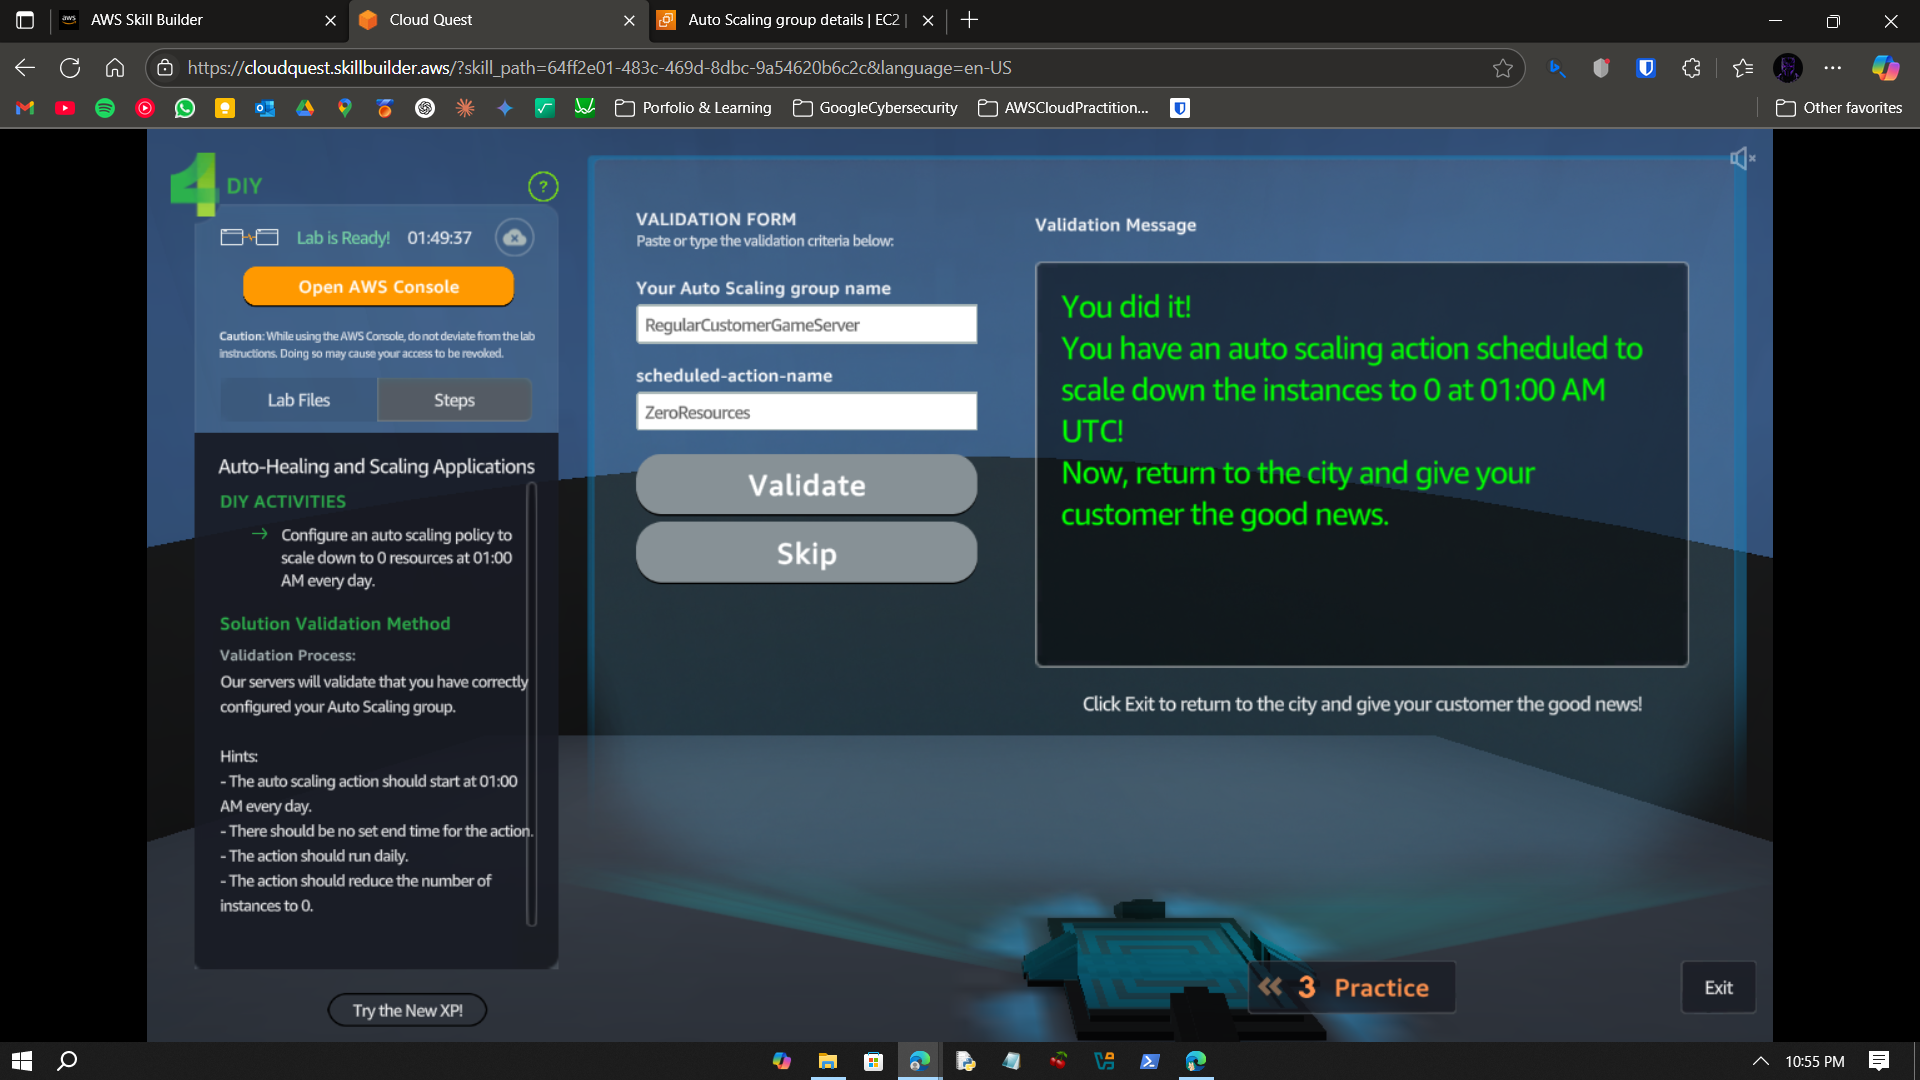 AWS Skill Builder
Cloud Quest
Auto Scaling group details | EC2 |
https://cloudquest.skillbuilder.aws/?skill_path=64ff2e01-483c-469d-8dbc-9a54620b6c2c&language=en-US
Porfolio & Learning
GoogleCybersecurity
AWSCloudPractition...
Other favorites
4 DIY
?
Lab is Ready! 01:49:37
Open AWS Console
Caution: While using the AWS Console, do not deviate from the lab
instructions. Doing so may cause your access to be revoked.
Lab Files
Steps
Auto-Healing and Scaling Applications
DIY ACTIVITIES
→ Configure an auto scaling policy to
scale down to 0 resources at 01:00
AM every day.
Solution Validation Method
Validation Process:
Our servers will validate that you have correctly
configured your Auto Scaling group.
Hints:
- The auto scaling action should start at 01:00
AM every day.
- There should be no set end time for the action.
- The action should run daily.
- The action should reduce the number of
instances to 0.
Try the New XP!
VALIDATION FORM
Paste or type the validation criteria below:
Your Auto Scaling group name
RegularCustomerGameServer
scheduled-action-name
ZeroResources
Validate
Skip
Validation Message
You did it!
You have an auto scaling action scheduled to
scale down the instances to 0 at 01:00 AM
UTC!
Now, return to the city and give your
customer the good news.
Click Exit to return to the city and give your customer the good news!
3 Practice
Exit
10:55 PM